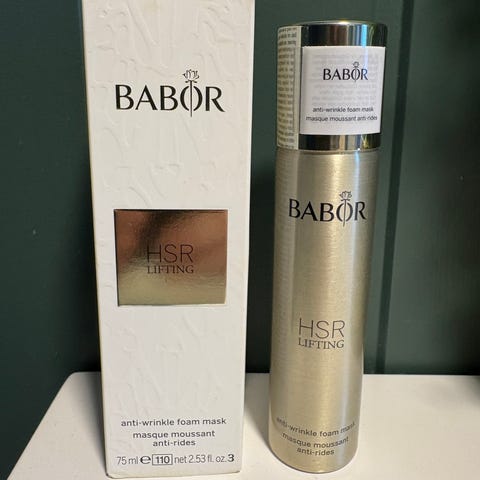 BABOR
HSR
LIFTING
anti-wrinkle foam mask
masque moussant
anti-rides
75 ml e 110 net 2.53 fl. oz. 3
BABOR
anti-wrinkle foam mask
masque moussant anti-rides
BABOR
HSR
LIFTING
anti-wrinkle foam mask
masque moussant
anti-rides